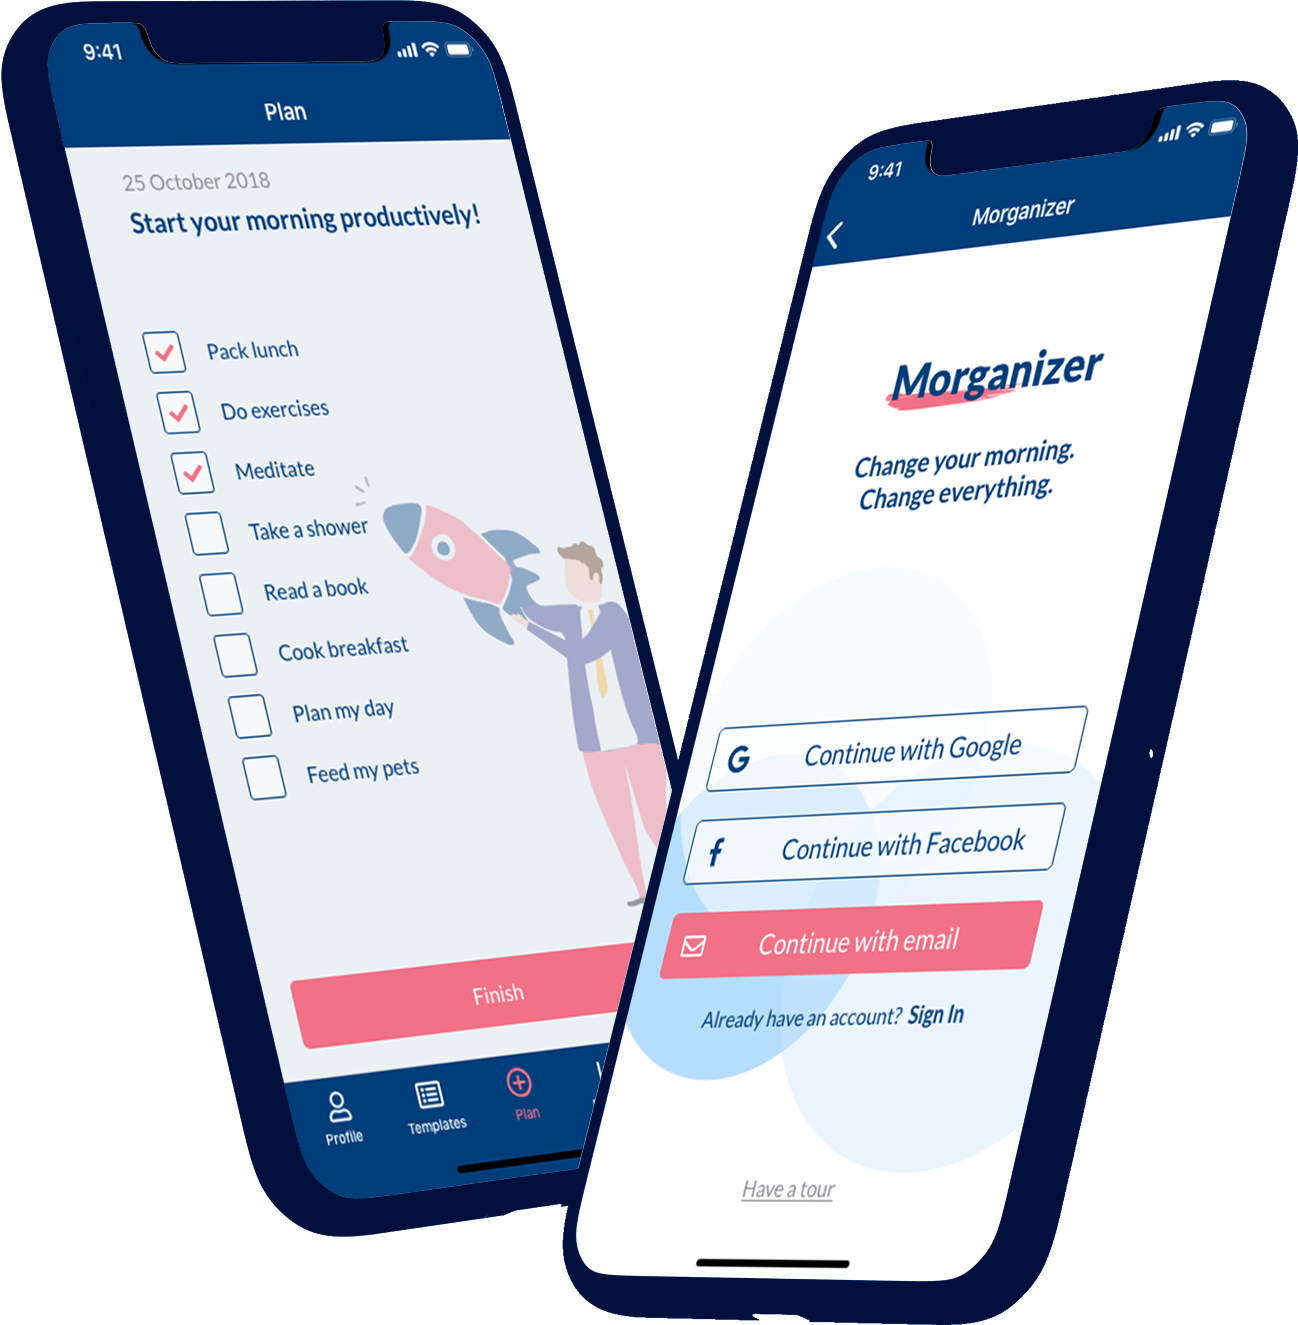 9:41
Plan
25 October 2018
Start your morning productively!
Pack lunch
Do exercises
Meditate
Take a shower
Read a book
Cook breakfast
Plan my day
Feed my pets
Finish
Profile
Templates
Plan
9:41
Morganizer
Morganizer
Change your morning.
Change everything.
G
Continue with Google
f
Continue with Facebook
Continue with email
Already have an account? Sign In
Have a tour